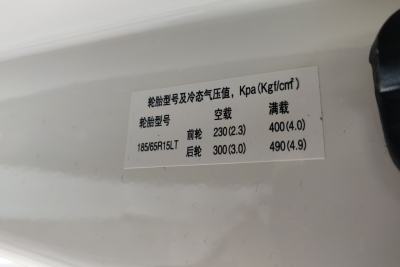 轮胎型号及冷态气压值，Kpa(Kgf/c㎡)
轮胎型号 空载 满载
185/65R15LT 前轮 230(2.3) 400(4.0)
后轮 300(3.0) 490(4.9)